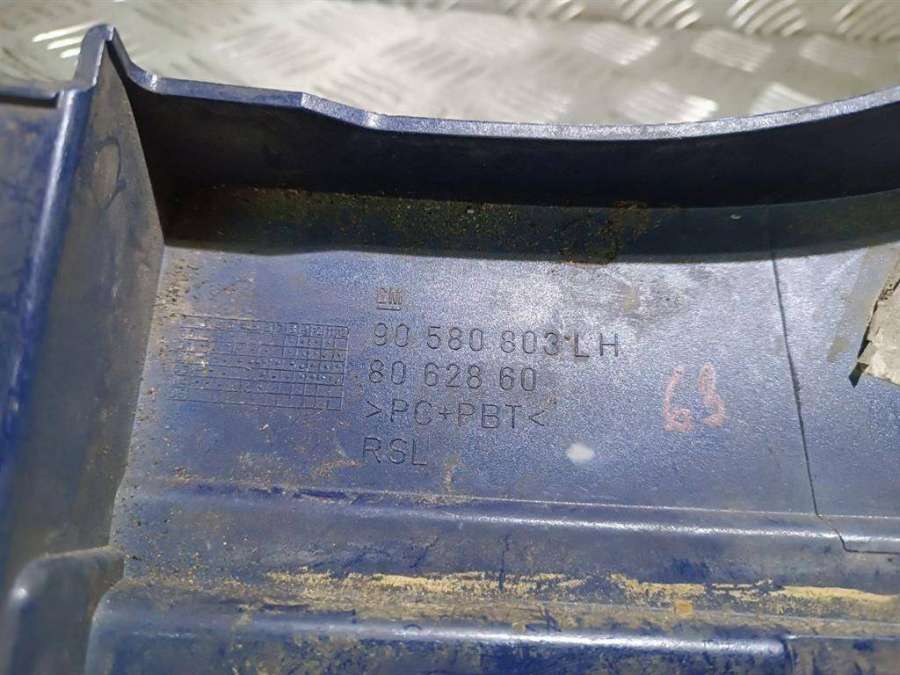 GM
90 580 803 LH
80 628 60
>PC+PBT<
RSL
63